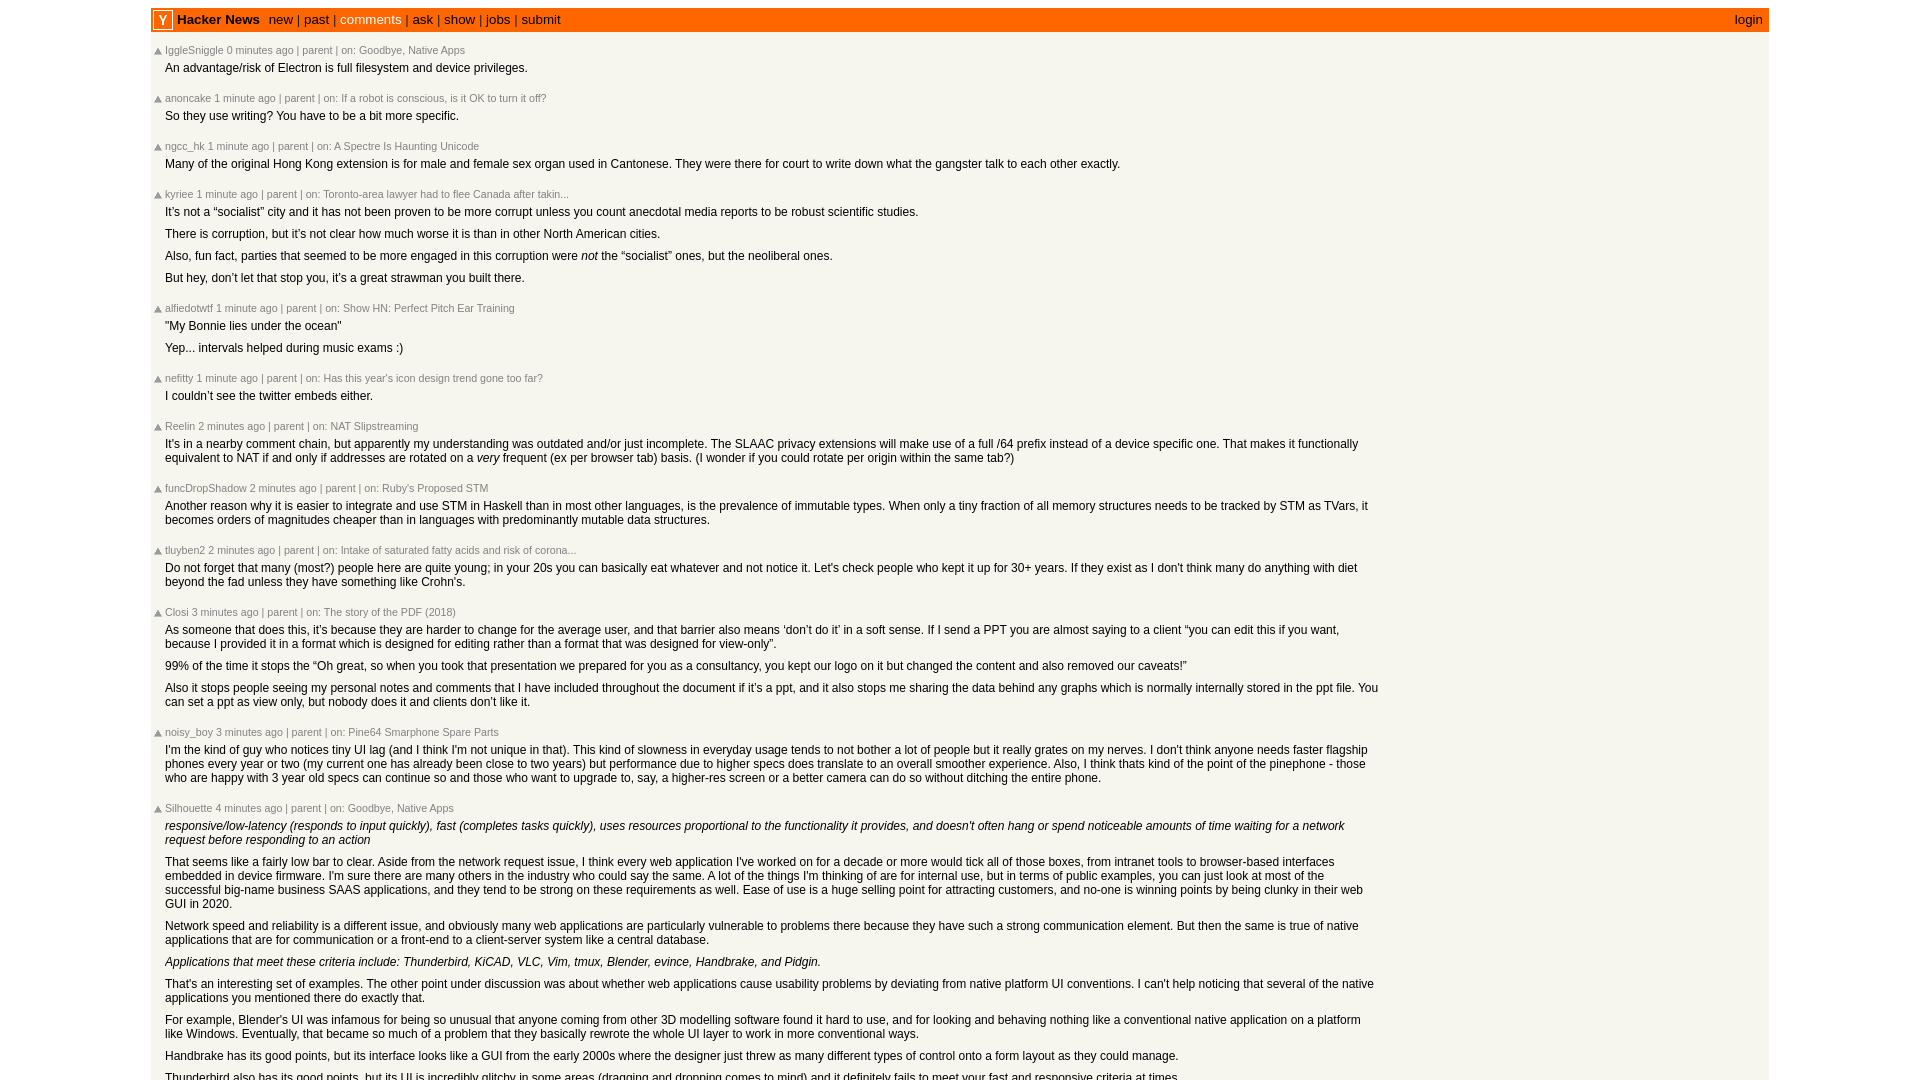 Y Hacker News new | past | comments | ask | show | jobs | submit login
IggleSniggle 0 minutes ago | parent | on: Goodbye, Native Apps
An advantage/risk of Electron is full filesystem and device privileges.
anoncake 1 minute ago | parent | on: If a robot is conscious, is it OK to turn it off?
So they use writing? You have to be a bit more specific.
ngcc_hk 1 minute ago | parent | on: A Spectre Is Haunting Unicode
Many of the original Hong Kong extension is for male and female sex organ used in Cantonese. They were there for court to write down what the gangster talk to each other exactly.
kyriee 1 minute ago | parent | on: Toronto-area lawyer had to flee Canada after takin...
It’s not a “socialist” city and it has not been proven to be more corrupt unless you count anecdotal media reports to be robust scientific studies.
There is corruption, but it’s not clear how much worse it is than in other North American cities.
Also, fun fact, parties that seemed to be more engaged in this corruption were not the “socialist” ones, but the neoliberal ones.
But hey, don’t let that stop you, it’s a great strawman you built there.
alfiedotwtf 1 minute ago | parent | on: Show HN: Perfect Pitch Ear Training
"My Bonnie lies under the ocean"
Yep... intervals helped during music exams :)
nefitty 1 minute ago | parent | on: Has this year's icon design trend gone too far?
I couldn’t see the twitter embeds either.
Reelin 2 minutes ago | parent | on: NAT Slipstreaming
It's in a nearby comment chain, but apparently my understanding was outdated and/or just incomplete. The SLAAC privacy extensions will make use of a full /64 prefix instead of a device specific one. That makes it functionally
equivalent to NAT if and only if addresses are rotated on a very frequent (ex per browser tab) basis. (I wonder if you could rotate per origin within the same tab?)
funcDropShadow 2 minutes ago | parent | on: Ruby's Proposed STM
Another reason why it is easier to integrate and use STM in Haskell than in most other languages, is the prevalence of immutable types. When only a tiny fraction of all memory structures needs to be tracked by STM as TVars, it
becomes orders of magnitudes cheaper than in languages with predominantly mutable data structures.
tluyben2 2 minutes ago | parent | on: Intake of saturated fatty acids and risk of corona...
Do not forget that many (most?) people here are quite young; in your 20s you can basically eat whatever and not notice it. Let's check people who kept it up for 30+ years. If they exist as I don't think many do anything with diet
beyond the fad unless they have something like Crohn's.
Closi 3 minutes ago | parent | on: The story of the PDF (2018)
As someone that does this, it’s because they are harder to change for the average user, and that barrier also means ‘don’t do it’ in a soft sense. If I send a PPT you are almost saying to a client “you can edit this if you want,
because I provided it in a format which is designed for editing rather than a format that was designed for view-only”.
99% of the time it stops the “Oh great, so when you took that presentation we prepared for you as a consultancy, you kept our logo on it but changed the content and also removed our caveats!”
Also it stops people seeing my personal notes and comments that I have included throughout the document if it’s a ppt, and it also stops me sharing the data behind any graphs which is normally internally stored in the ppt file. You
can set a ppt as view only, but nobody does it and clients don’t like it.
noisy_boy 3 minutes ago | parent | on: Pine64 Smarphone Spare Parts
I'm the kind of guy who notices tiny UI lag (and I think I'm not unique in that). This kind of slowness in everyday usage tends to not bother a lot of people but it really grates on my nerves. I don't think anyone needs faster flagship
phones every year or two (my current one has already been close to two years) but performance due to higher specs does translate to an overall smoother experience. Also, I think thats kind of the point of the pinephone - those
who are happy with 3 year old specs can continue so and those who want to upgrade to, say, a higher-res screen or a better camera can do so without ditching the entire phone.
Silhouette 4 minutes ago | parent | on: Goodbye, Native Apps
responsive/low-latency (responds to input quickly), fast (completes tasks quickly), uses resources proportional to the functionality it provides, and doesn't often hang or spend noticeable amounts of time waiting for a network
request before responding to an action
That seems like a fairly low bar to clear. Aside from the network request issue, I think every web application I've worked on for a decade or more would tick all of those boxes, from intranet tools to browser-based interfaces
embedded in device firmware. I'm sure there are many others in the industry who could say the same. A lot of the things I'm thinking of are for internal use, but in terms of public examples, you can just look at most of the
successful big-name business SAAS applications, and they tend to be strong on these requirements as well. Ease of use is a huge selling point for attracting customers, and no-one is winning points by being clunky in their web
GUI in 2020.
Network speed and reliability is a different issue, and obviously many web applications are particularly vulnerable to problems there because they have such a strong communication element. But then the same is true of native
applications that are for communication or a front-end to a client-server system like a central database.
Applications that meet these criteria include: Thunderbird, KiCAD, VLC, Vim, tmux, Blender, evince, Handbrake, and Pidgin.
That's an interesting set of examples. The other point under discussion was about whether web applications cause usability problems by deviating from native platform UI conventions. I can't help noticing that several of the native
applications you mentioned there do exactly that.
For example, Blender's UI was infamous for being so unusual that anyone coming from other 3D modelling software found it hard to use, and for looking and behaving nothing like a conventional native application on a platform
like Windows. Eventually, that became so much of a problem that they basically rewrote the whole UI layer to work in more conventional ways.
Handbrake has its good points, but its interface looks like a GUI from the early 2000s where the designer just threw as many different types of control onto a form layout as they could manage.
Thunderbird also has its good points, but its UI is incredibly glitchy in some areas (dragging and dropping comes to mind) and it definitely fails to meet your fast and responsive criteria at times.